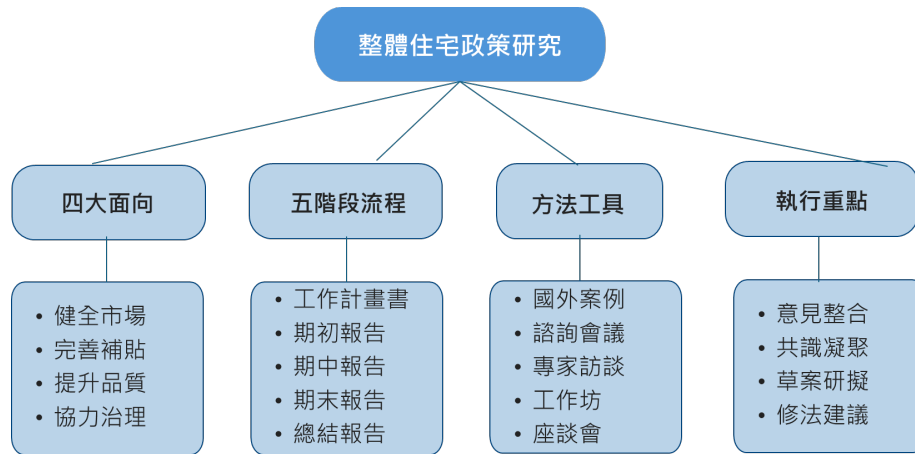 整體住宅政策研究
四大面向
五階段流程
方法工具
執行重點
• 健全市場
• 完善補貼
• 提升品質
• 協力治理
• 工作計畫書
• 期初報告
• 期中報告
• 期末報告
• 總結報告
• 國外案例
• 諮詢會議
• 專家訪談
• 工作坊
• 座談會
• 意見整合
• 共識凝聚
• 草案研擬
• 修法建議